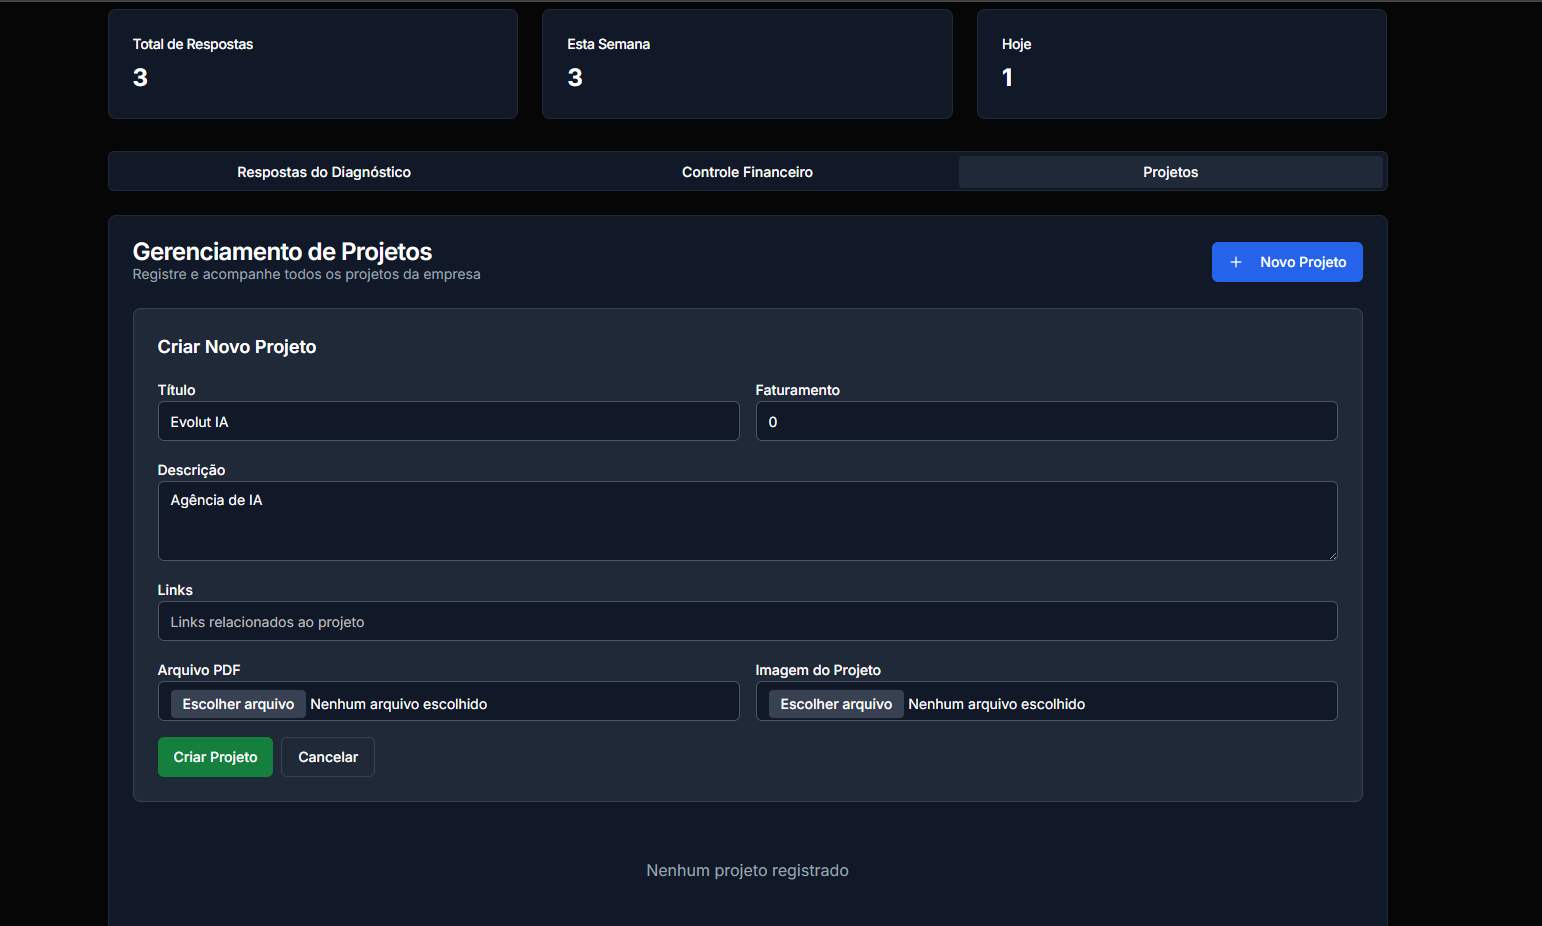 Total de Respostas
3
Esta Semana
3
Hoje
1
Respostas do Diagnóstico
Controle Financeiro
Projetos
Gerenciamento de Projetos
Registre e acompanhe todos os projetos da empresa
+ Novo Projeto
Criar Novo Projeto
Título
Faturamento
Evolut IA
0
Descrição
Agência de IA
Links
Links relacionados ao projeto
Arquivo PDF
Imagem do Projeto
Escolher arquivo Nenhum arquivo escolhido
Escolher arquivo Nenhum arquivo escolhido
Criar Projeto
Cancelar
Nenhum projeto registrado